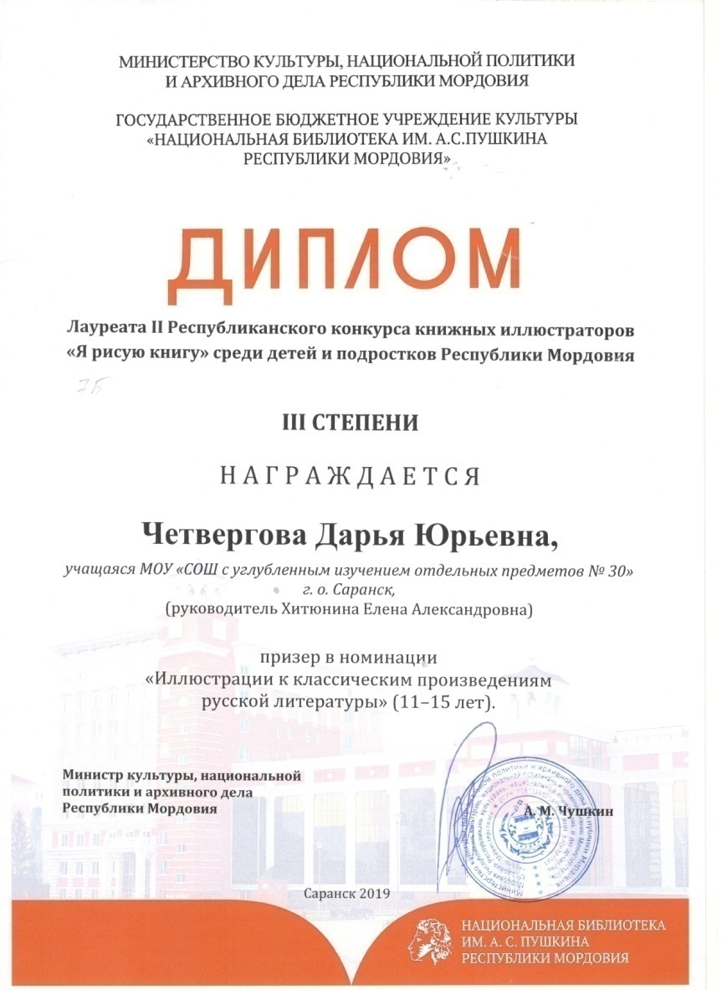 МИНИСТЕРСТВО КУЛЬТУРЫ, НАЦИОНАЛЬНОЙ ПОЛИТИКИ
И АРХИВНОГО ДЕЛА РЕСПУБЛИКИ МОРДОВИЯ
ГОСУДАРСТВЕННОЕ БЮДЖЕТНОЕ УЧРЕЖДЕНИЕ КУЛЬТУРЫ
«НАЦИОНАЛЬНАЯ БИБЛИОТЕКА ИМ. А.С.ПУШКИНА
РЕСПУБЛИКИ МОРДОВИЯ»
ДИПЛОМ
Лауреата II Республиканского конкурса книжных иллюстраторов
«Я рисую книгу» среди детей и подростков Республики Мордовия
7Б
III СТЕПЕНИ
НАГРАЖДАЕТСЯ
Четвергова Дарья Юрьевна,
учащаяся МОУ «СОШ с углубленным изучением отдельных предметов № 30»
г. о. Саранск,
(руководитель Хитюнина Елена Александровна)
призер в номинации
«Иллюстрации к классическим произведениям
русской литературы» (11–15 лет).
Министр культуры, национальной
политики и архивного дела
Республики Мордовия
А. М. Чушкин
Саранск 2019
НАЦИОНАЛЬНАЯ БИБЛИОТЕКА
ИМ. А. С. ПУШКИНА
РЕСПУБЛИКИ МОРДОВИЯ